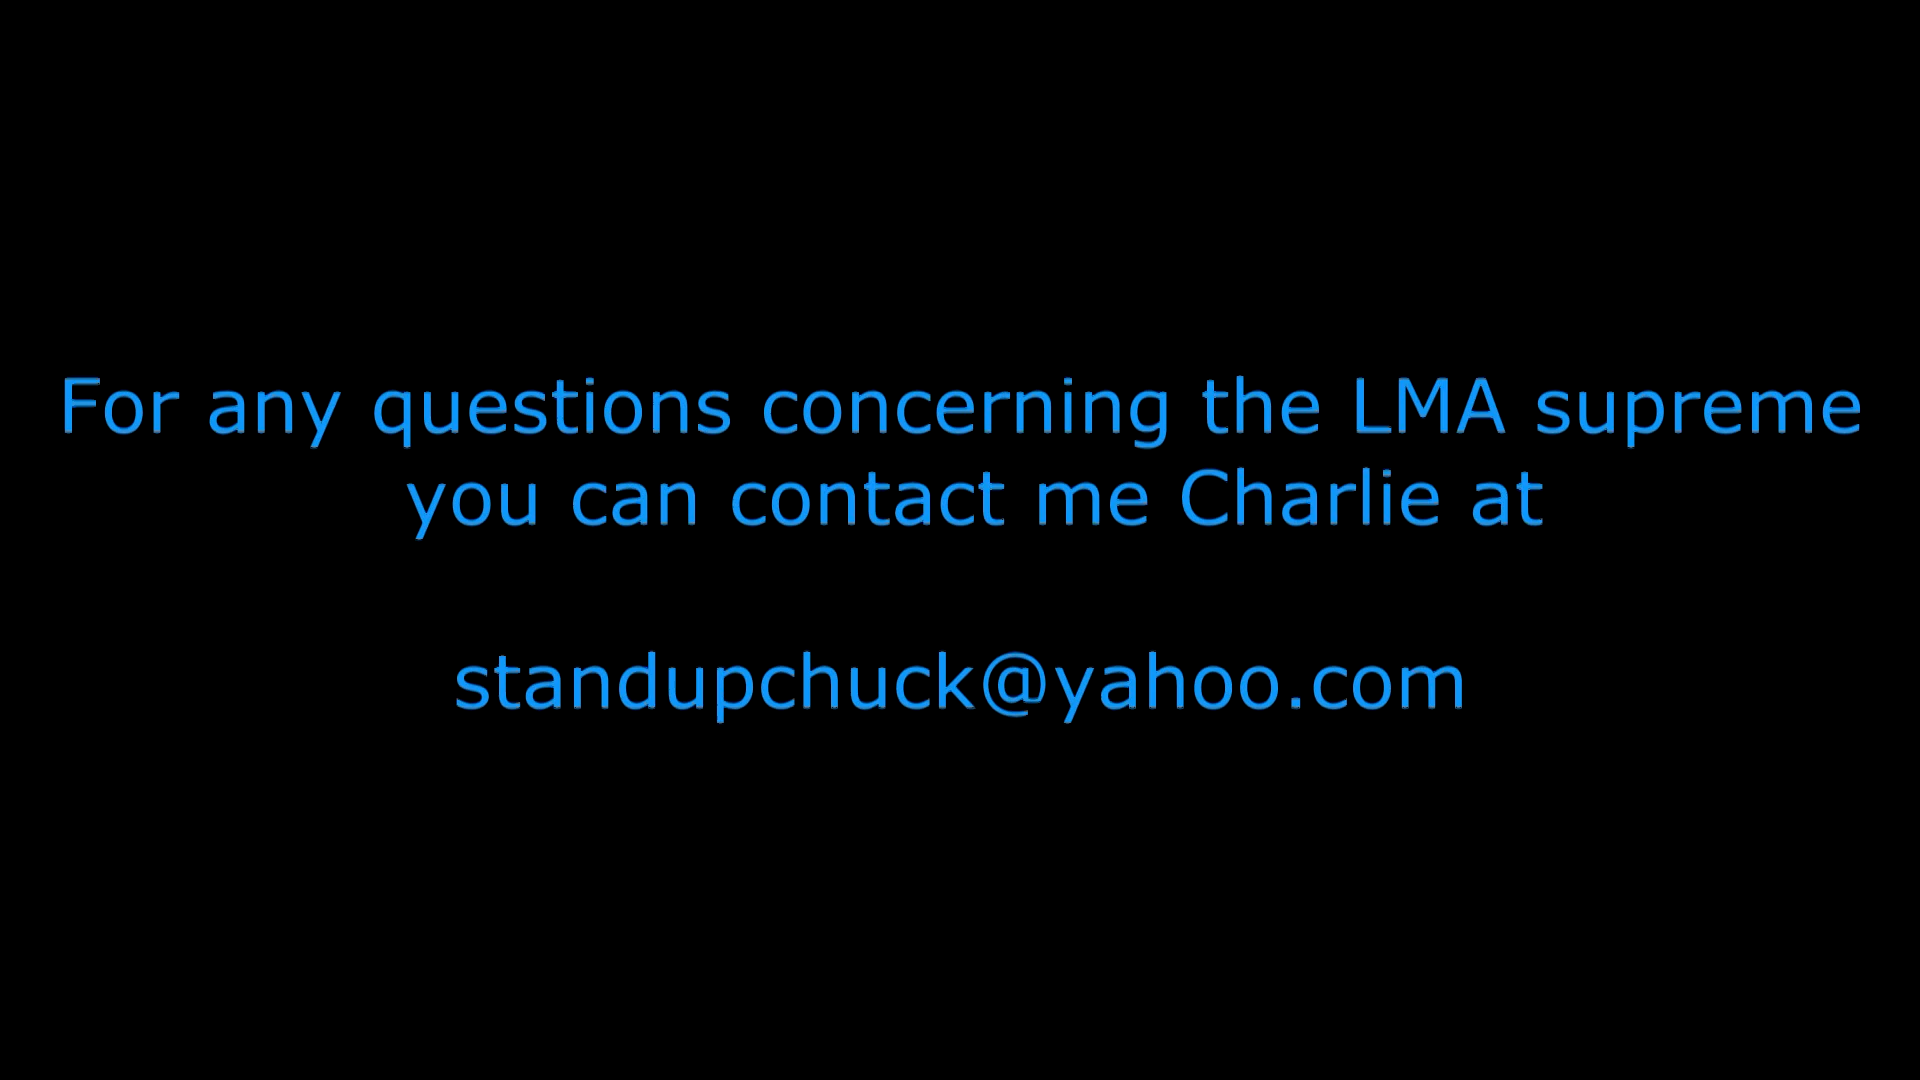 For any questions concerning the LMA supreme
you can contact me Charlie at
standupchuck@yahoo.com